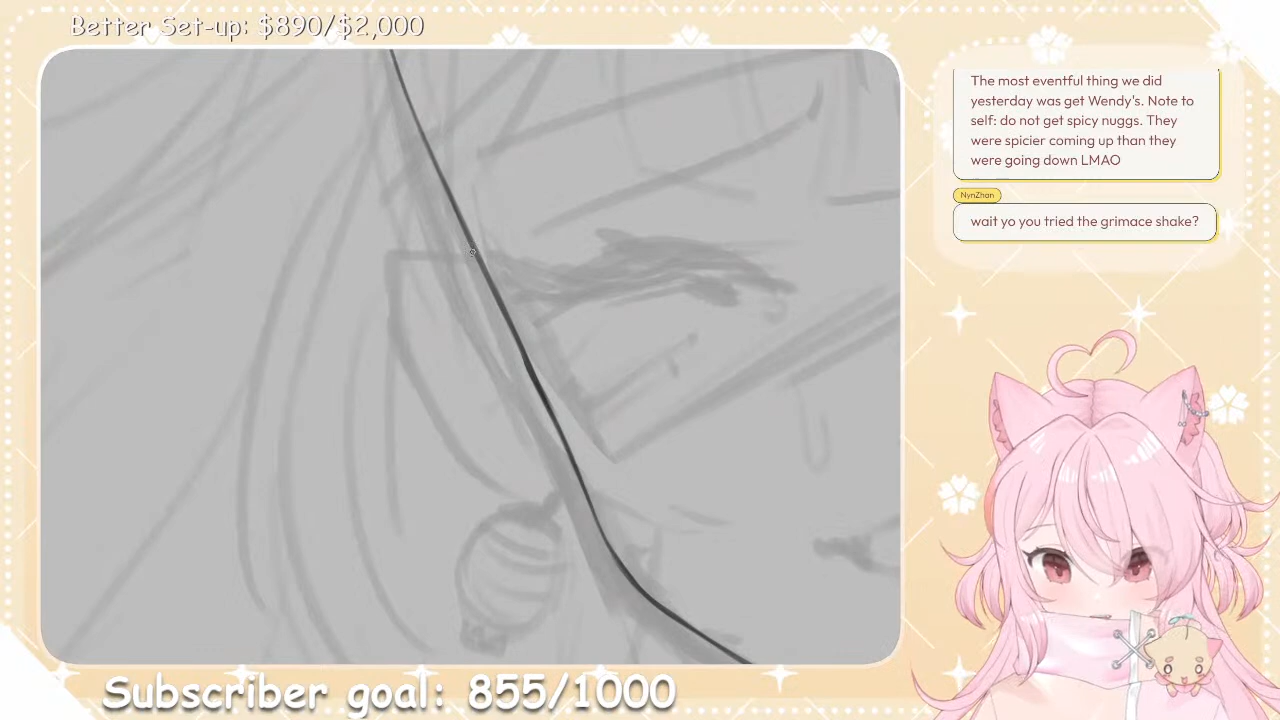 Better Set-up: $890/$2,000
The most eventful thing we did
yesterday was get Wendy's. Note to
self: do not get spicy nuggs. They
were spicier coming up than they
were going down LMAO
NynZhan
wait yo you tried the grimace shake?
Subscriber goal: 855/1000